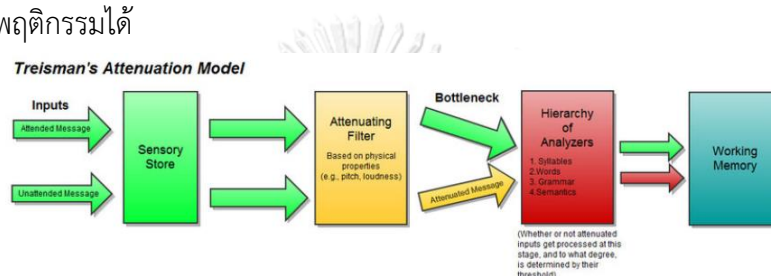 พฤติกรรมได้
Treisman's Attenuation Model
Inputs
Attended Message
Unattended Message
Sensory
Store
Attenuating
Filter
Based on physical
properties
(e.g., pitch, loudness)
Bottleneck
Attenuated Message
Hierarchy
of
Analyzers
1. Syllables
2.Words
3. Grammar
4.Semantics
(Whether or not attenuated
inputs get processed at this
stage, and to what degree,
is determined by their
threshold)
Working
Memory